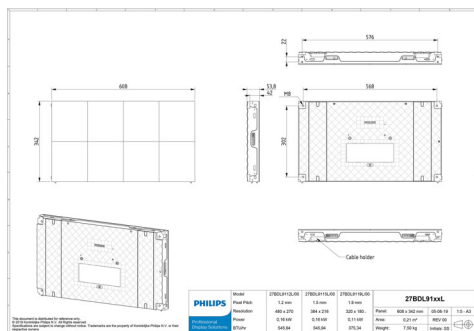 576
22
608
53,8
42
M8
568
342
302
PHILIPS
PHILIPS
Cable holder
This document is distributed for reference only.
© 2019 Koninklijke Philips N.V. All Rights Reserved.
Specifications are subject to change without notice. Trademarks are the property of Koninklijke Philips N.V. or their respective owners.
PHILIPS
Professional
Display Solutions
Model 27BDL9112L/00 27BDL9115L/00 27BDL9119L/00
Pixel Pitch 1.2 mm 1.5 mm 1.9 mm
Resolution 480 x 270 384 x 216 320 x 180
Power 0,16 kW 0,16 kW 0,11 kW
BTU/hr 545,94 545,94 375,34
27BDL91xxL
Panel 608 x 342 mm 05-06-19
Area: 0,21 m² REV 00
Weight: 7,50 kg Initials: SS